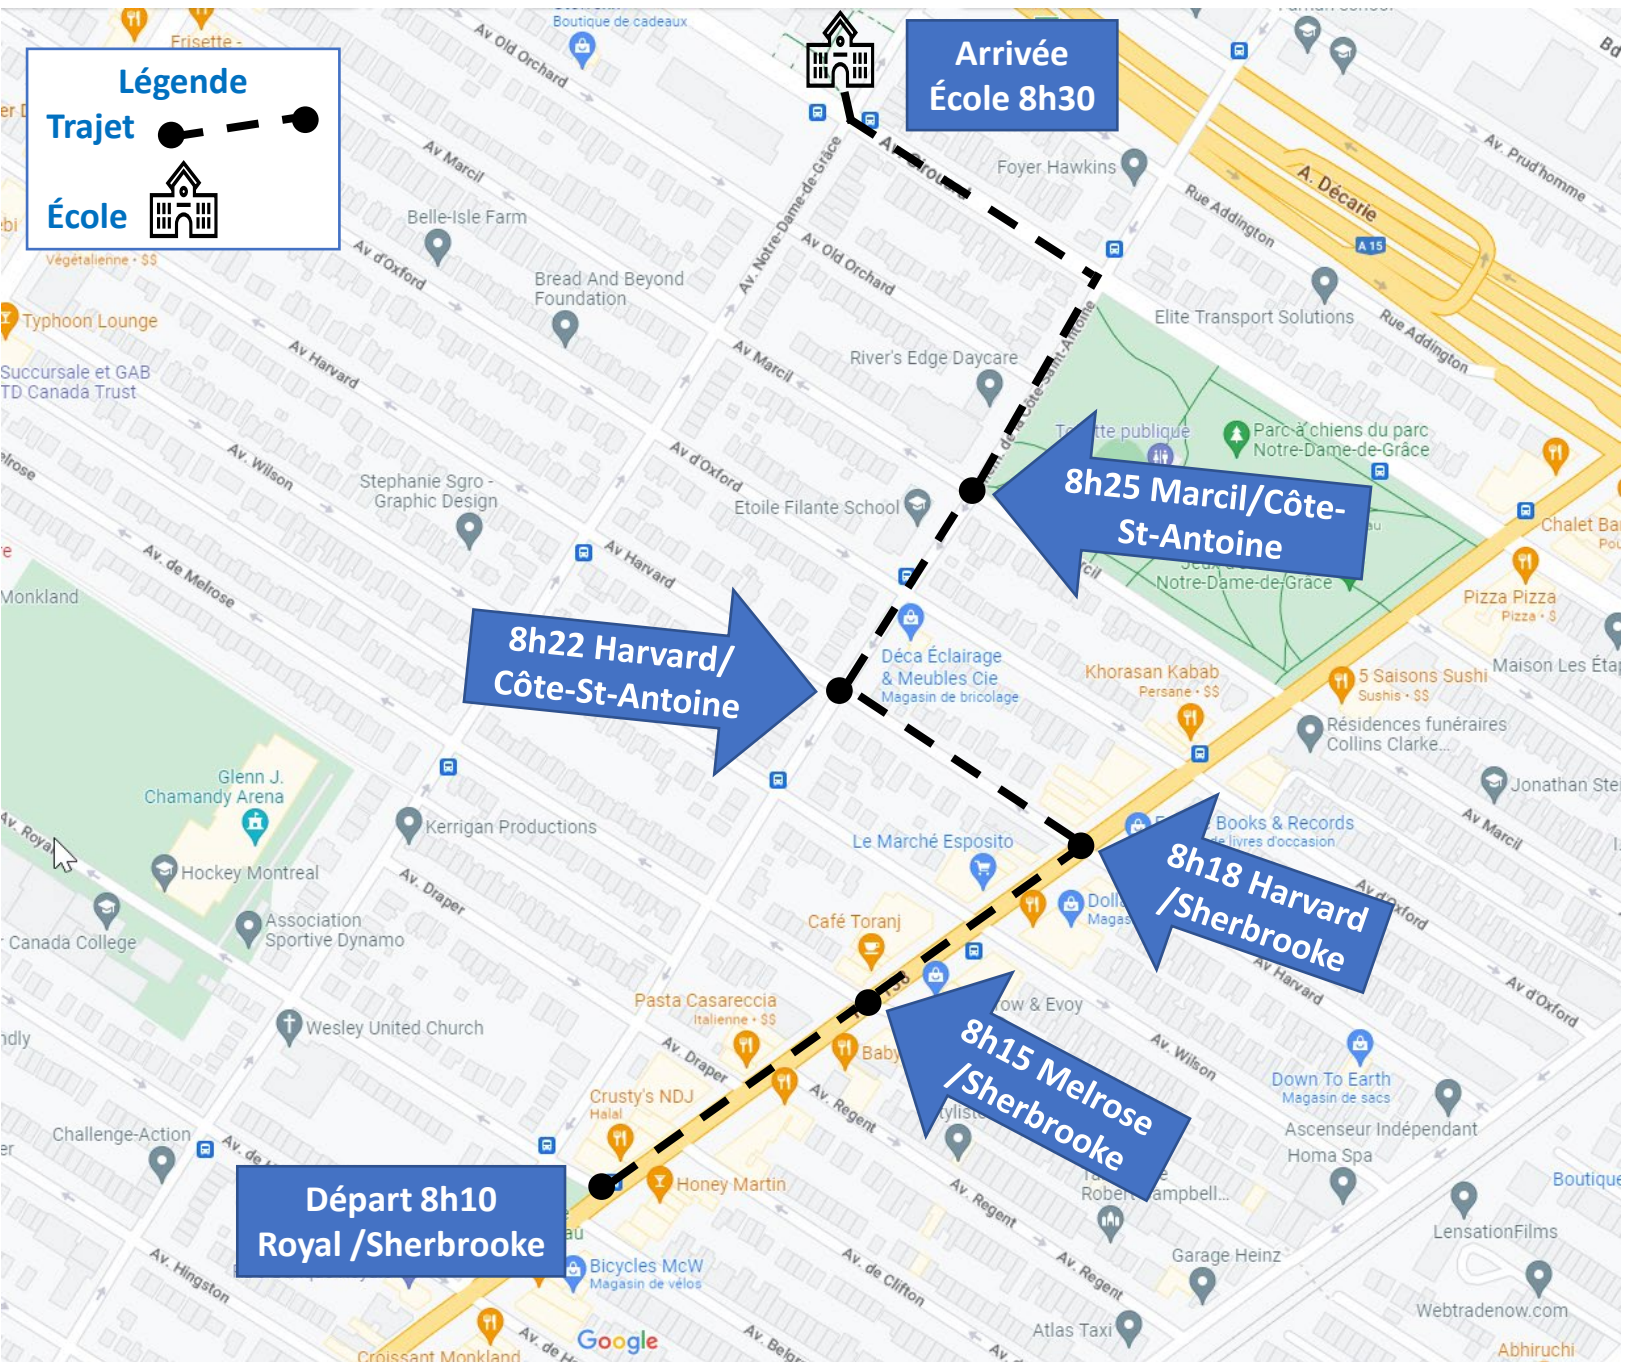 Boutique de cadeaux
Frisette -
Av Old Orchard
Arrivée
École 8h30
Légende
Trajet
École
Végétalienne · $$
Av Marcil
Av. Notre-Dame-de-Grâce
Av. Girouard
Foyer Hawkins
Av. Prud'homme
Rue Addington
A. Décarie
A 15
Belle-Isle Farm
Av d'Oxford
Av Old Orchard
Bread And Beyond
Foundation
Typhoon Lounge
Av Harvard
Elite Transport Solutions
Rue Addington
Succursale et GAB
TD Canada Trust
Av Marcil
River's Edge Daycare
Parc à chiens du parc
Notre-Dame-de-Grâce
Av. Wilson
Av d'Oxford
Stephanie Sgro -
Graphic Design
Etoile Filante School
8h25 Marcil/Côte-
St-Antoine
Av. de Melrose
Av Harvard
Notre-Dame-de-Grâce
Pizza Pizza
Pizza · $
Monkland
8h22 Harvard/
Côte-St-Antoine
Déca Éclairage
& Meubles Cie
Magasin de bricolage
Khorasan Kabab
Persane · $$
5 Saisons Sushi
Sushis · $$
Résidences funéraires
Collins Clarke...
Glenn J.
Chamandy Arena
Kerrigan Productions
Le Marché Esposito
Books & Records
de livres d'occasion
Av Marcil
Hockey Montreal
Av. Draper
8h18 Harvard
/Sherbrooke
Av d'Oxford
Association
Sportive Dynamo
Canada College
Café Toranj
Av Harvard
Av d'Oxford
Pasta Casareccia
Italienne · $$
Wesley United Church
Av. Draper
8h15 Melrose
/Sherbrooke
Av. Wilson
Down To Earth
Magasin de sacs
Crusty's NDJ
Halal
Av. Regent
Ascenseur Indépendant
Homa Spa
Challenge-Action
Départ 8h10
Royal /Sherbrooke
Honey Martin
Av. Regent
Boutique
LensationFilms
Garage Heinz
Av. Hingston
Bicycles McW
Magasin de vélos
Av. de Clifton
Av. Regent
Webtradenow.com
Atlas Taxi
Google
Croissant Monkland
Abhiruchi